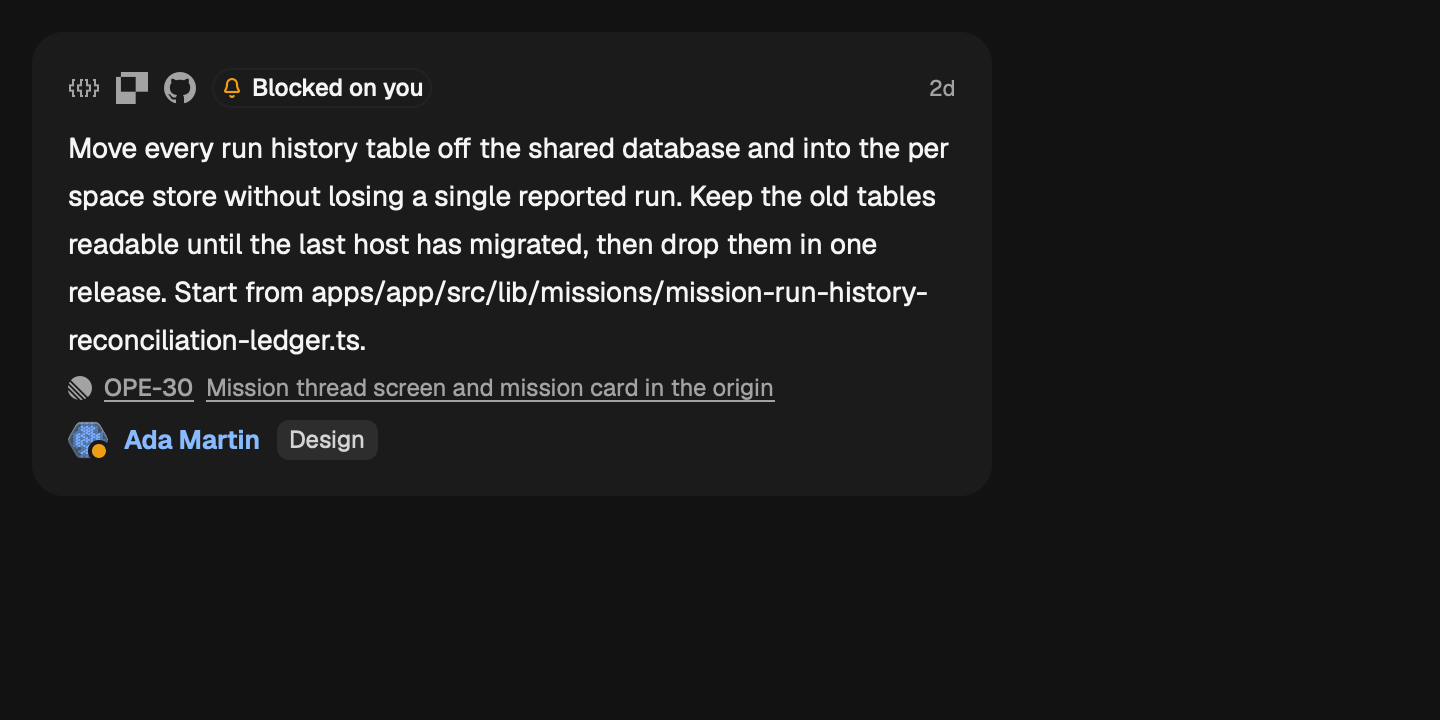 Blocked on you
2d
Move every run history table off the shared database and into the per
space store without losing a single reported run. Keep the old tables
readable until the last host has migrated, then drop them in one
release. Start from apps/app/src/lib/missions/mission-run-history-
reconciliation-ledger.ts.
OPE-30 Mission thread screen and mission card in the origin
Ada Martin Design